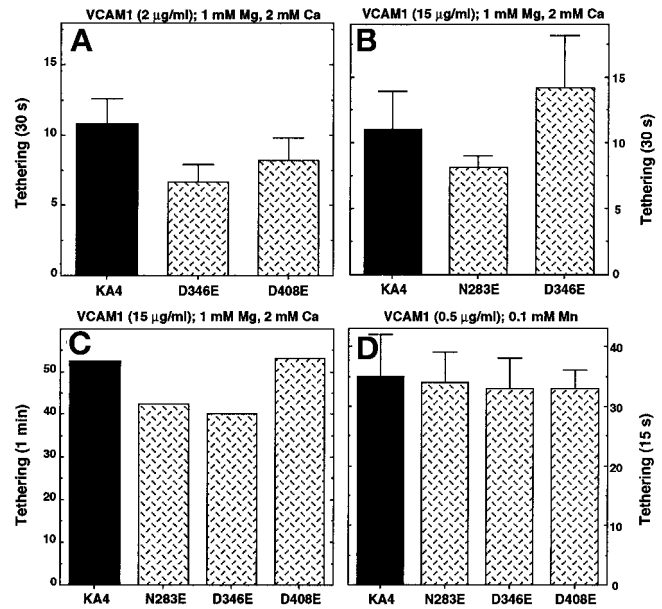 VCAM1 (2 µg/ml); 1 mM Mg, 2 mM Ca
A
Tethering (30 s)
15
10
5
0
KA4 D346E D408E
VCAM1 (15 µg/ml); 1 mM Mg, 2 mM Ca
B
Tethering (30 s)
15
10
5
0
KA4 N283E D346E
VCAM1 (15 µg/ml); 1 mM Mg, 2 mM Ca
C
Tethering (1 min)
50
40
30
20
10
0
KA4 N283E D346E D408E
VCAM1 (0.5 µg/ml); 0.1 mM Mn
D
Tethering (15 s)
40
30
20
10
0
KA4 N283E D346E D408E